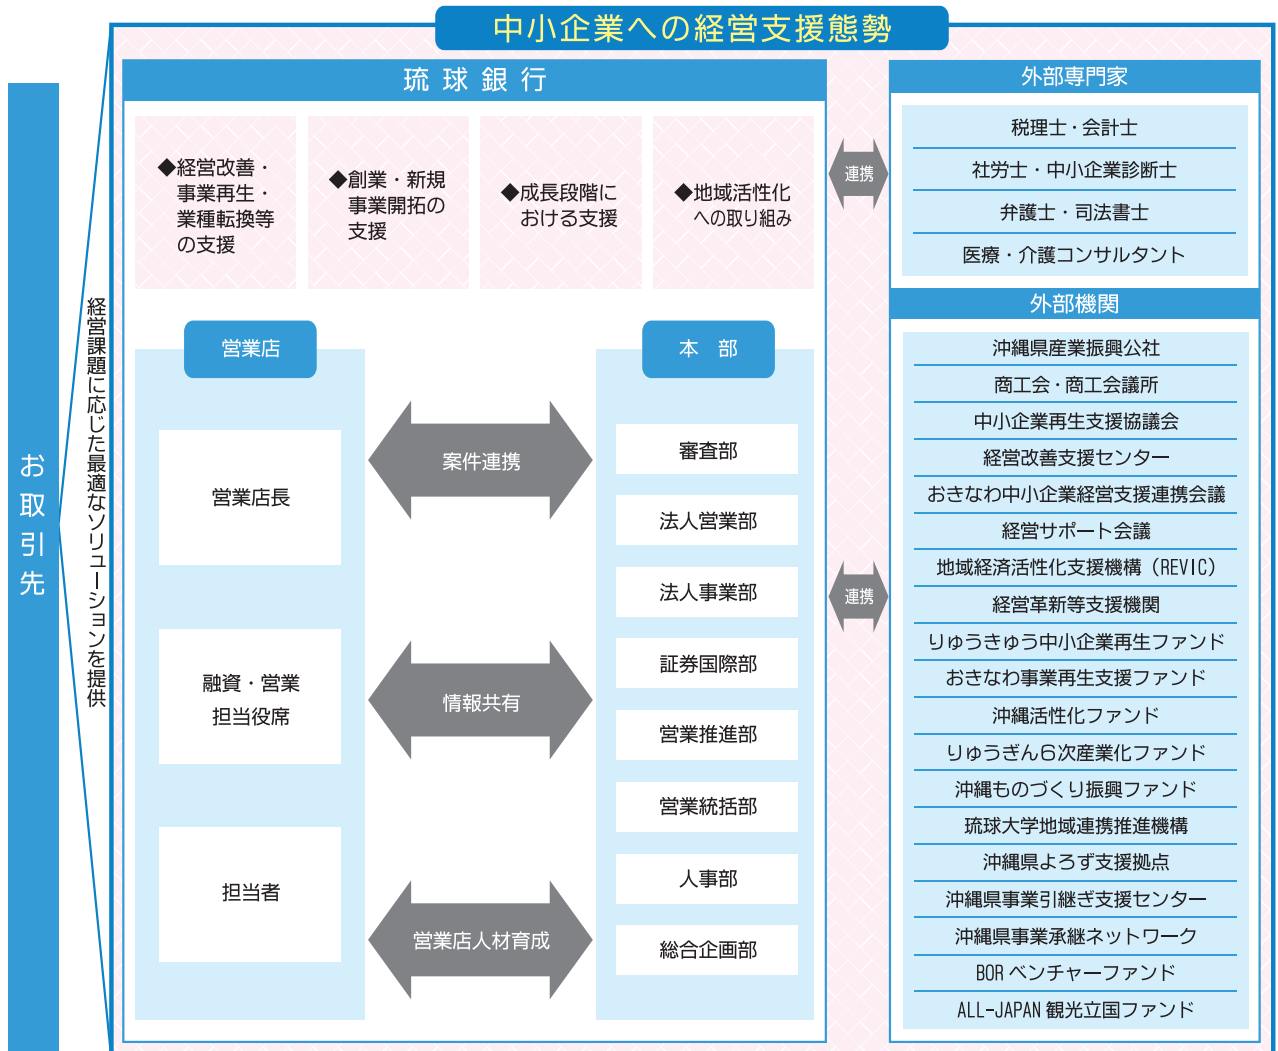 中小企業への経営支援態勢
お取引先
経営課題に応じた最適なソリューションを提供
琉球銀行
◆経営改善・
事業再生・
業種転換等
の支援
◆創業・新規
事業開拓の
支援
◆成長段階に
おける支援
◆地域活性化
への取り組み
営業店
営業店長
融資・営業
担当役席
担当者
案件連携
情報共有
営業店人材育成
本　部
審査部
法人営業部
法人事業部
証券国際部
営業推進部
営業統括部
人事部
総合企画部
連携
連携
外部専門家
税理士・会計士
社労士・中小企業診断士
弁護士・司法書士
医療・介護コンサルタント
外部機関
沖縄県産業振興公社
商工会・商工会議所
中小企業再生支援協議会
経営改善支援センター
おきなわ中小企業経営支援連携会議
経営サポート会議
地域経済活性化支援機構（REVIC）
経営革新等支援機関
りゅうきゅう中小企業再生ファンド
おきなわ事業再生支援ファンド
沖縄活性化ファンド
りゅうぎん６次産業化ファンド
沖縄ものづくり振興ファンド
琉球大学地域連携推進機構
沖縄県よろず支援拠点
沖縄県事業引継ぎ支援センター
沖縄県事業承継ネットワーク
BOR ベンチャーファンド
ALL-JAPAN 観光立国ファンド